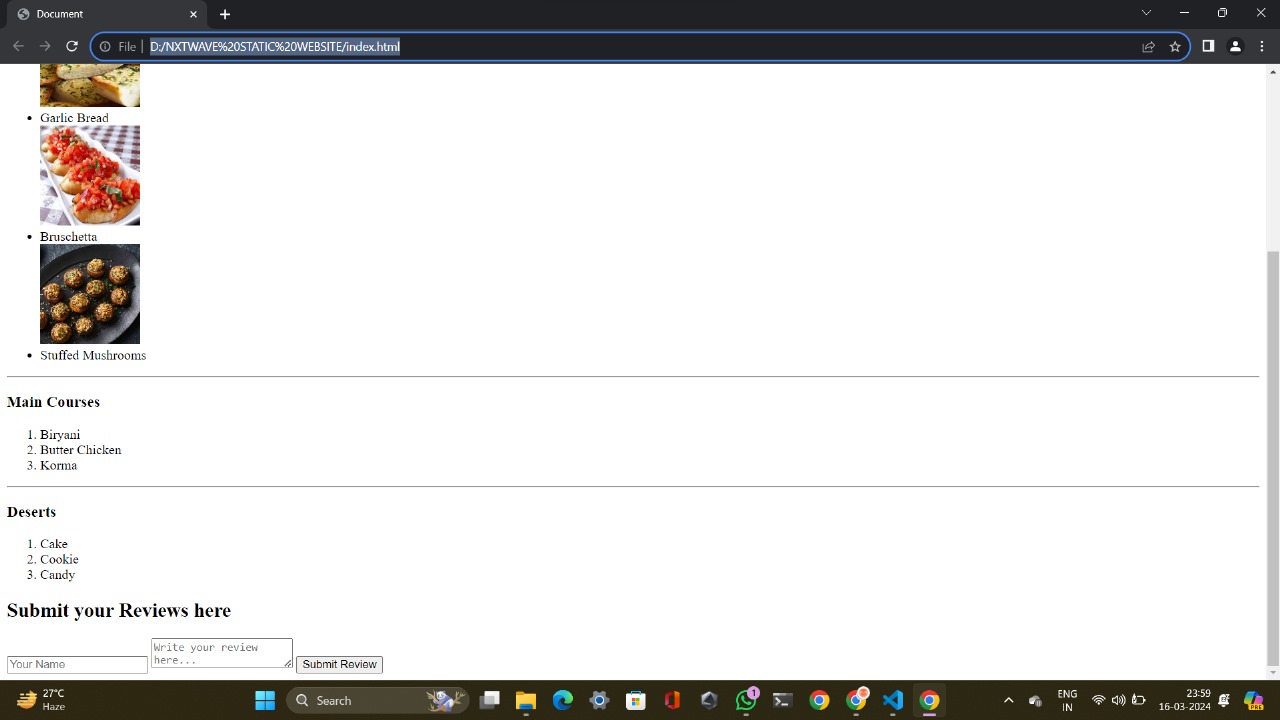 Document
File
D:/NXTWAVE%20STATIC%20WEBSITE/index.html
Garlic Bread
Bruschetta
Stuffed Mushrooms
Main Courses
1. Biryani
2. Butter Chicken
3. Korma
Deserts
1. Cake
2. Cookie
3. Candy
Submit your Reviews here
Your Name
Write your review
here...
Submit Review
27°C
Haze
Search
1
ENG
IN
23:59
16-03-2024
PRE